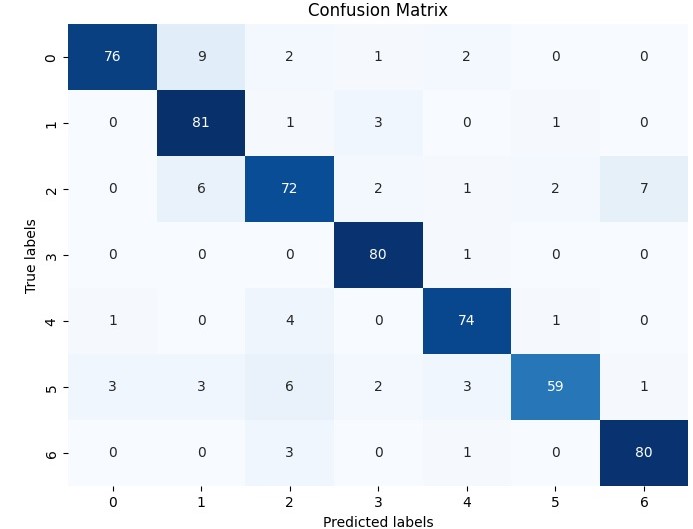 Confusion Matrix
True labels
0 76 9 2 1 2 0 0
1 0 81 1 3 0 1 0
2 0 6 72 2 1 2 7
3 0 0 0 80 1 0 0
4 1 0 4 0 74 1 0
5 3 3 6 2 3 59 1
6 0 0 3 0 1 0 80
0 1 2 3 4 5 6
Predicted labels